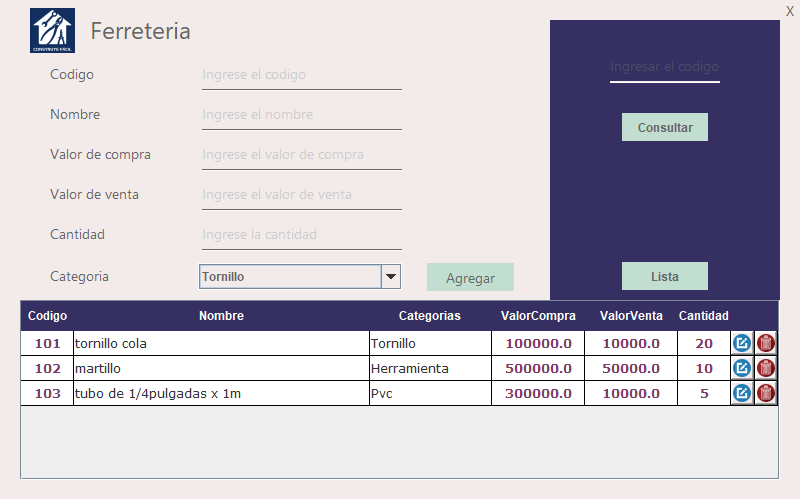 X
CONSTRUYE FÁCIL
Ferreteria
Codigo Ingrese el codigo
Ingresar el codigo
Nombre Ingrese el nombre
Consultar
Valor de compra Ingrese el valor de compra
Valor de venta Ingrese el valor de venta
Cantidad Ingrese la cantidad
Categoria Tornillo Agregar Lista
Codigo Nombre Categorias ValorCompra ValorVenta Cantidad
101 tornillo cola Tornillo 100000.0 10000.0 20
102 martillo Herramienta 500000.0 50000.0 10
103 tubo de 1/4pulgadas x 1m Pvc 300000.0 10000.0 5